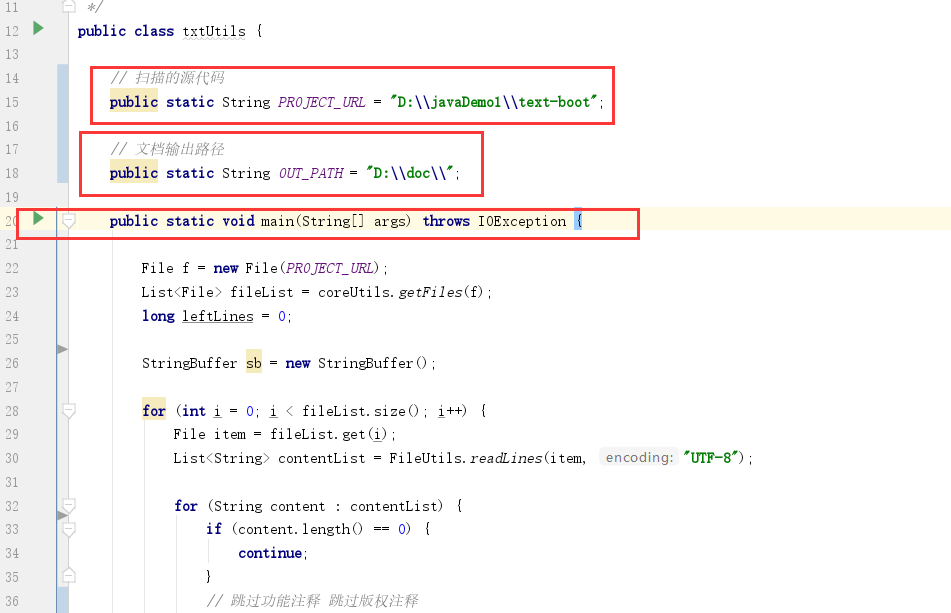 11 */
12 public class txtUtils {
13
14 // 扫描的源代码
15 public static String PROJECT_URL = "D:\\javaDemo1\\text-boot";
16
17 // 文档输出路径
18 public static String OUT_PATH = "D:\\doc\\";
19
20 public static void main(String[] args) throws IOException {
21
22 File f = new File(PROJECT_URL);
23 List<File> fileList = coreUtils.getFiles(f);
24 long leftLines = 0;
25
26 StringBuffer sb = new StringBuffer();
27
28 for (int i = 0; i < fileList.size(); i++) {
29 File item = fileList.get(i);
30 List<String> contentList = FileUtils.readLines(item, encoding: "UTF-8");
31
32 for (String content : contentList) {
33 if (content.length() == 0) {
34 continue;
35 }
36 // 跳过功能注释 跳过版权注释